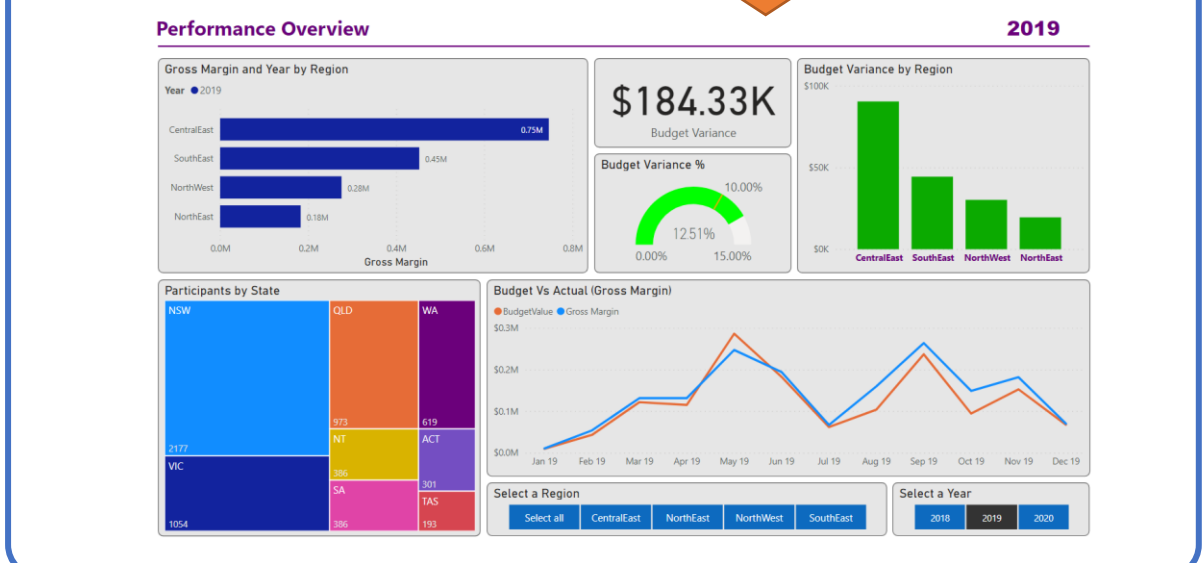 Performance Overview
2019
Gross Margin and Year by Region
Year 2019
CentralEast
0.75M
SouthEast
0.45M
NorthWest
0.28M
NorthEast
0.18M
0.0M 0.2M 0.4M 0.6M 0.8M
Gross Margin
$184.33K
Budget Variance
Budget Variance %
10.00%
12.51%
0.00% 15.00%
Budget Variance by Region
$100K
$50K
$0K
CentralEast SouthEast NorthWest NorthEast
Participants by State
NSW
2177
VIC
1054
QLD
973
NT
386
SA
386
WA
619
ACT
301
TAS
193
Budget Vs Actual (Gross Margin)
BudgetValue Gross Margin
$0.3M
$0.2M
$0.1M
$0.0M
Jan 19 Feb 19 Mar 19 Apr 19 May 19 Jun 19 Jul 19 Aug 19 Sep 19 Oct 19 Nov 19 Dec 19
Select a Region
Select all CentralEast NorthEast NorthWest SouthEast
Select a Year
2018 2019 2020